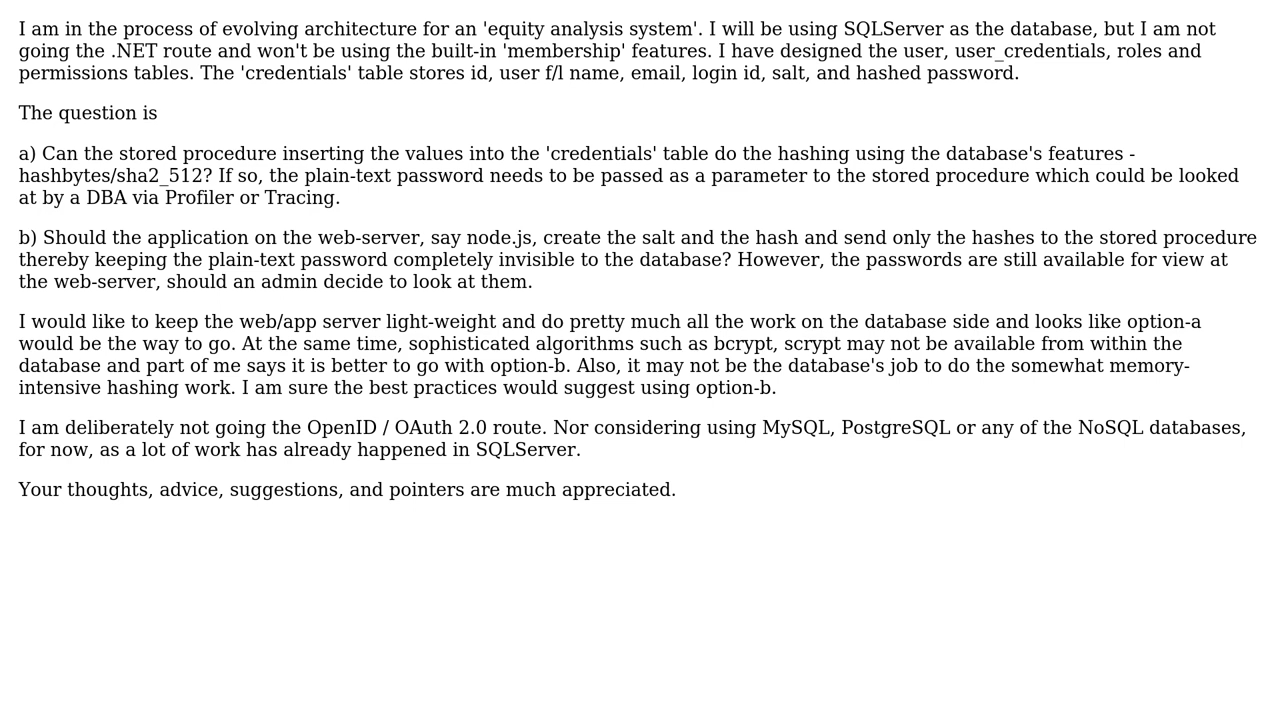 I am in the process of evolving architecture for an 'equity analysis system'. I will be using SQLServer as the database, but I am not
going the .NET route and won't be using the built-in 'membership' features. I have designed the user, user_credentials, roles and
permissions tables. The 'credentials' table stores id, user f/l name, email, login id, salt, and hashed password.
The question is
a) Can the stored procedure inserting the values into the 'credentials' table do the hashing using the database's features -
hashbytes/sha2_512? If so, the plain-text password needs to be passed as a parameter to the stored procedure which could be looked
at by a DBA via Profiler or Tracing.
b) Should the application on the web-server, say node.js, create the salt and the hash and send only the hashes to the stored procedure
thereby keeping the plain-text password completely invisible to the database? However, the passwords are still available for view at
the web-server, should an admin decide to look at them.
I would like to keep the web/app server light-weight and do pretty much all the work on the database side and looks like option-a
would be the way to go. At the same time, sophisticated algorithms such as bcrypt, scrypt may not be available from within the
database and part of me says it is better to go with option-b. Also, it may not be the database's job to do the somewhat memory-
intensive hashing work. I am sure the best practices would suggest using option-b.
I am deliberately not going the OpenID / OAuth 2.0 route. Nor considering using MySQL, PostgreSQL or any of the NoSQL databases,
for now, as a lot of work has already happened in SQLServer.
Your thoughts, advice, suggestions, and pointers are much appreciated.